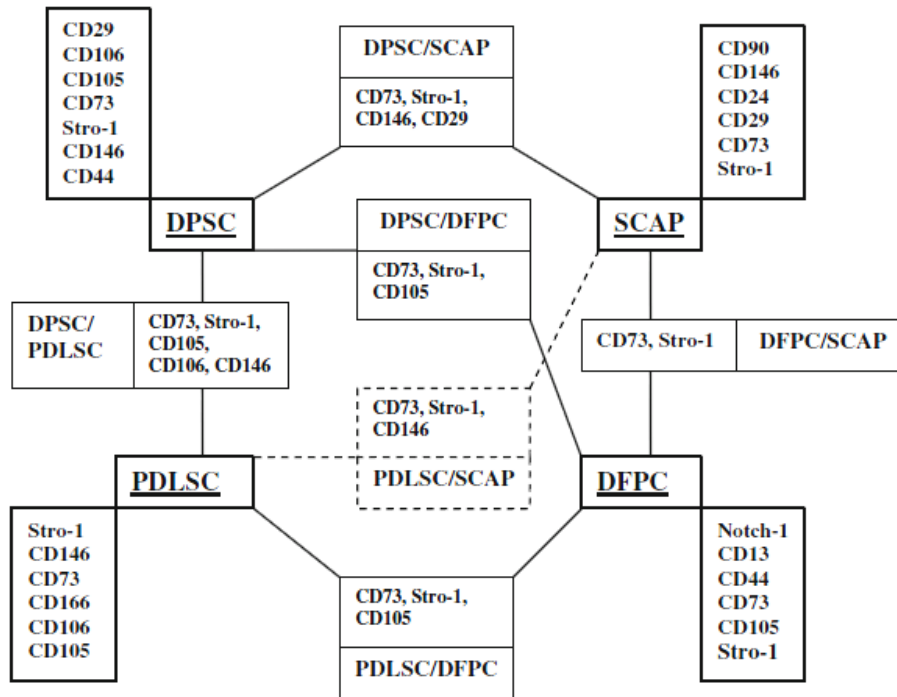 CD29
CD106
CD105
CD73
Stro-1
CD146
CD44
DPSC
DPSC/SCAP
CD73, Stro-1,
CD146, CD29
CD90
CD146
CD24
CD29
CD73
Stro-1
SCAP
DPSC/DFPC
CD73, Stro-1,
CD105
DPSC/
PDLSC
CD73, Stro-1,
CD105,
CD106, CD146
CD73, Stro-1
DFPC/SCAP
CD73, Stro-1,
CD146
PDLSC/SCAP
PDLSC
Stro-1
CD146
CD73
CD166
CD106
CD105
DFPC
Notch-1
CD13
CD44
CD73
CD105
Stro-1
CD73, Stro-1,
CD105
PDLSC/DFPC